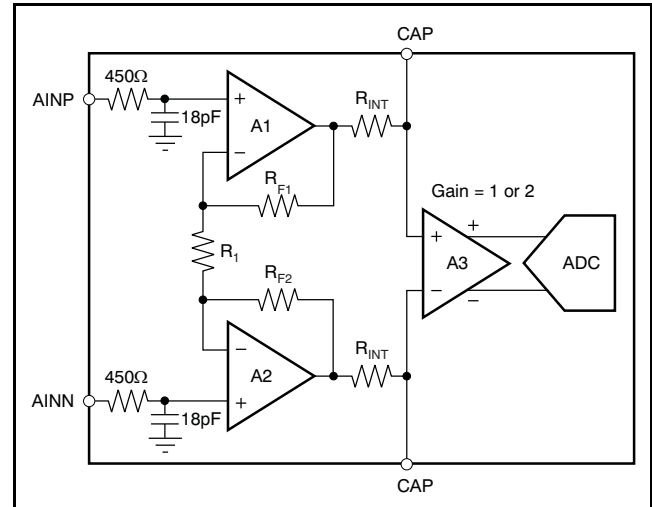 CAP
450Ω
AINP
18pF
+
A1
−
R_INT
R_F1
Gain = 1 or 2
R_1
+
+
A3
−
−
ADC
R_F2
R_INT
−
A2
+
450Ω
AINN
18pF
CAP